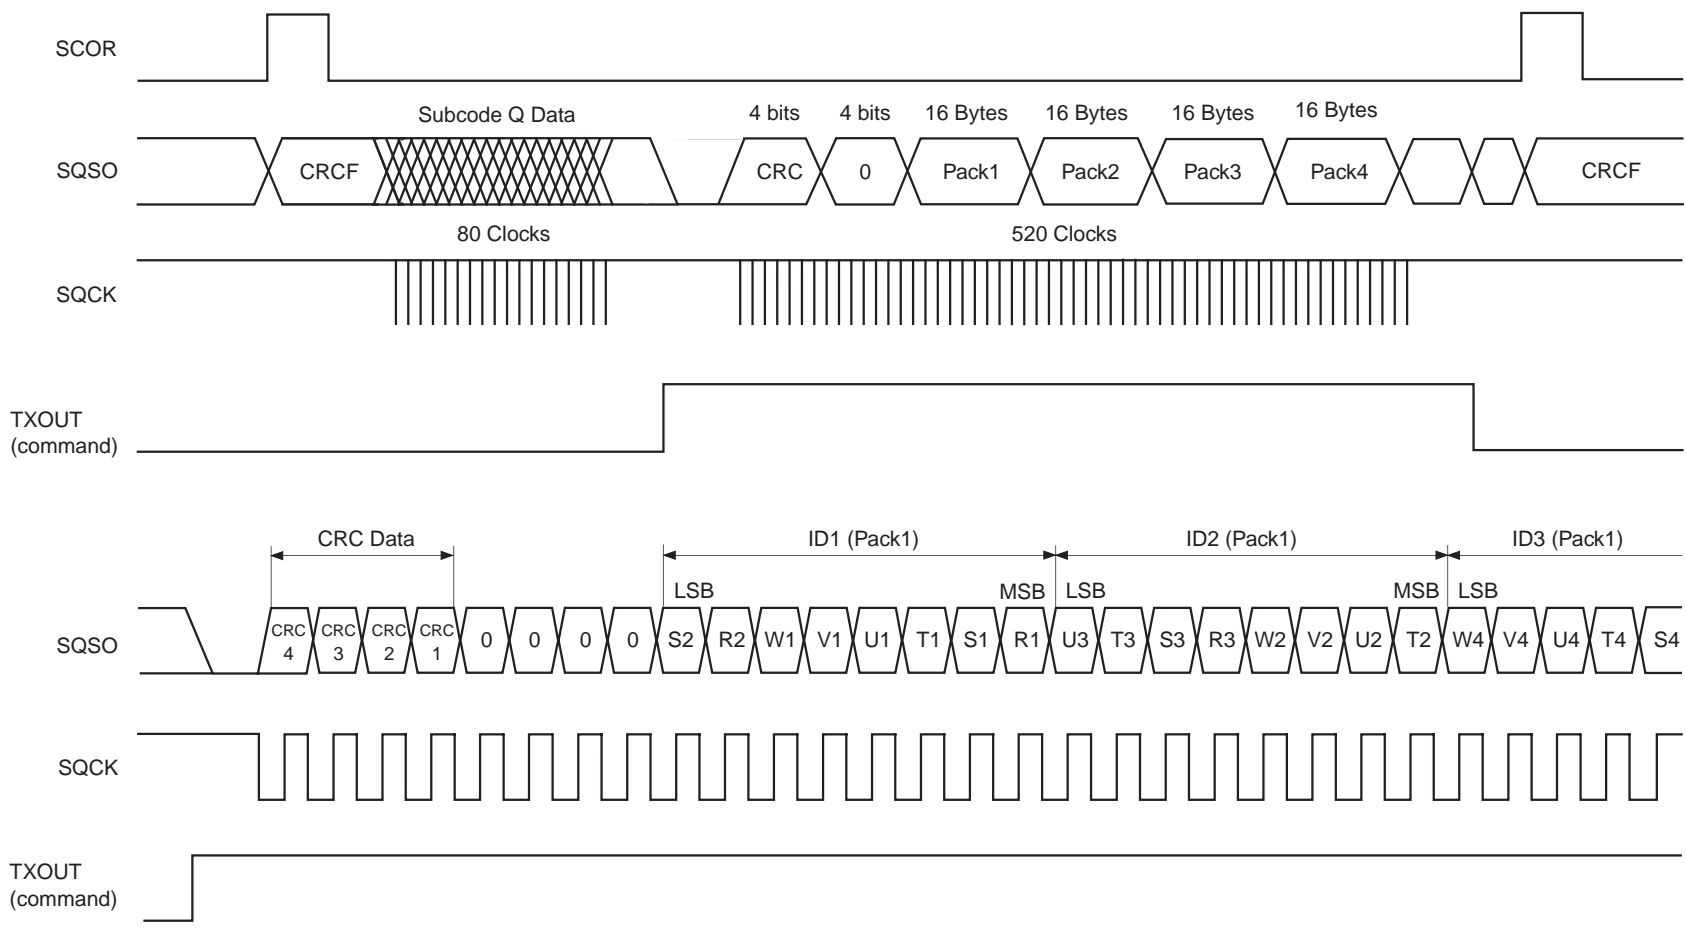 SCOR
Subcode Q Data
4 bits 4 bits 16 Bytes 16 Bytes 16 Bytes 16 Bytes
SQSO CRCF CRC 0 Pack1 Pack2 Pack3 Pack4 CRCF
80 Clocks 520 Clocks
SQCK
TXOUT
(command)
CRC Data ID1 (Pack1) ID2 (Pack1) ID3 (Pack1)
LSB MSB LSB MSB LSB
SQSO CRC 4 CRC 3 CRC 2 CRC 1 0 0 0 0 S2 R2 W1 V1 U1 T1 S1 R1 U3 T3 S3 R3 W2 V2 U2 T2 W4 V4 U4 T4 S4
SQCK
TXOUT
(command)